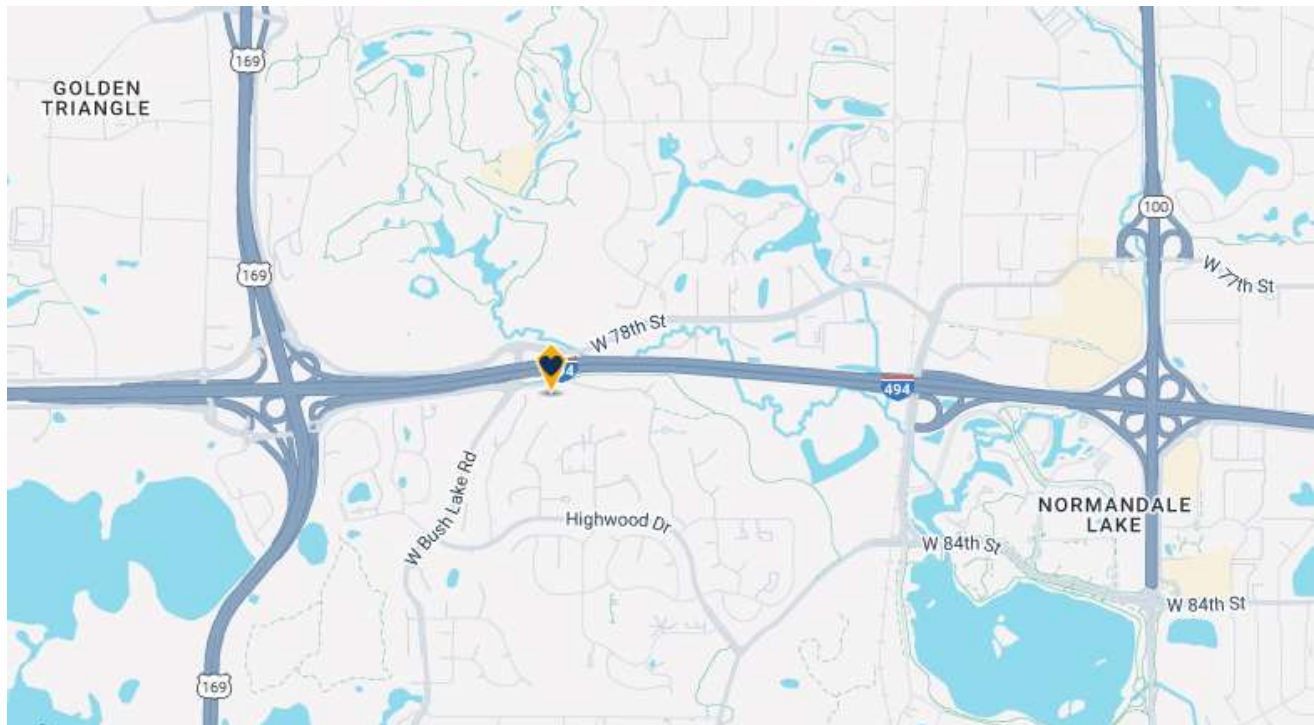 169
GOLDEN
TRIANGLE
100
169
W 77th St
W 78th St
494
W Bush Lake Rd
Highwood Dr
NORMANDALE
LAKE
W 84th St
W 84th St
169